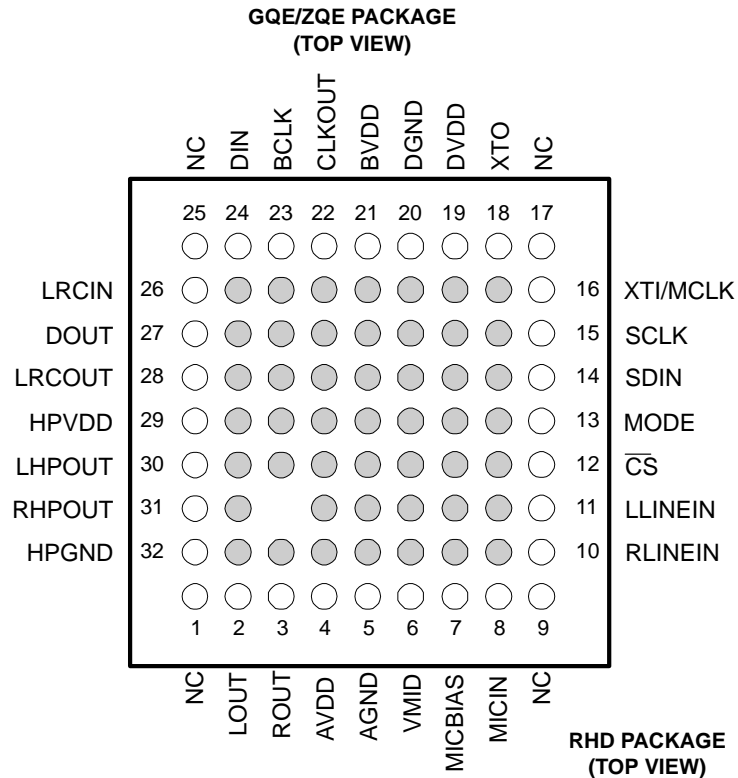 GQE/ZQE PACKAGE
(TOP VIEW)
NC DIN BCLK CLKOUT BVDD DGND DVDD XTO NC
25 24 23 22 21 20 19 18 17
LRCIN 26 16 XTI/MCLK
DOUT 27 15 SCLK
LRCOUT 28 14 SDIN
HPVDD 29 13 MODE
LHPOUT 30 12 C̅S̅
RHPOUT 31 11 LLINEIN
HPGND 32 10 RLINEIN
1 2 3 4 5 6 7 8 9
NC LOUT ROUT AVDD AGND VMID MICBIAS MICIN NC
RHD PACKAGE
(TOP VIEW)